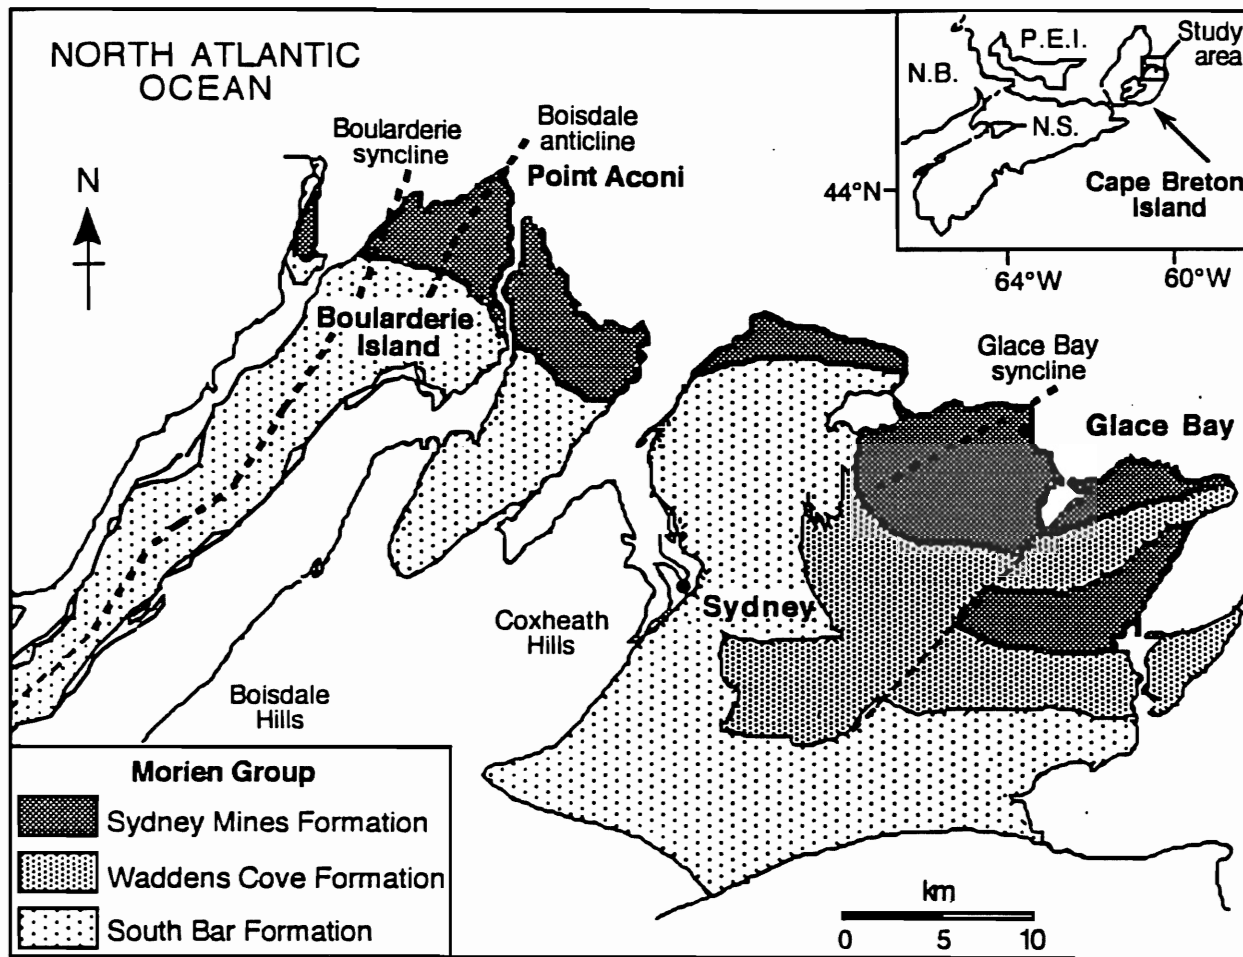 NORTH ATLANTIC
OCEAN
Boularderie
syncline
Boisdale
anticline
Point Aconi
N
P.E.I.
Study
area
N.B.
N.S.
44°N
Cape Breton
Island
64°W
60°W
Boularderie
Island
Glace Bay
syncline
Glace Bay
Sydney
Coxheath
Hills
Boisdale
Hills
Morien Group
Sydney Mines Formation
Waddens Cove Formation
South Bar Formation
km
0 5 10